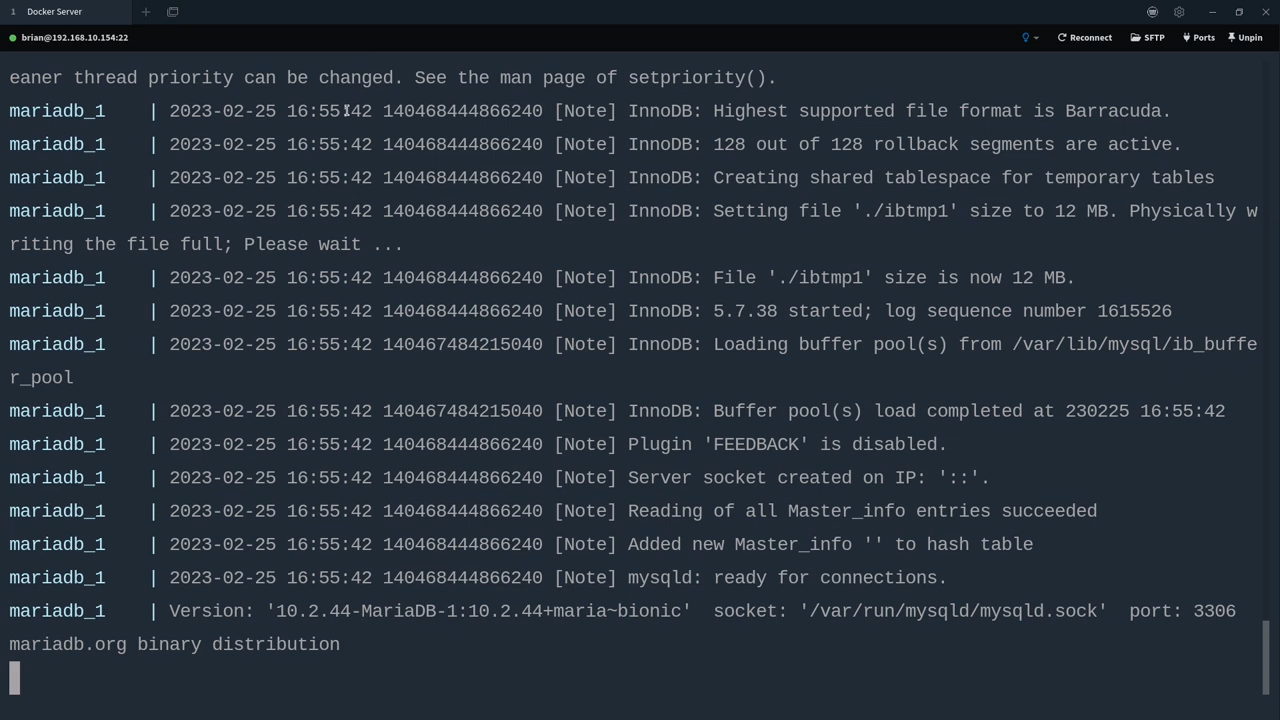 1 Docker Server
brian@192.168.10.154:22 Reconnect SFTP Ports Unpin
eaner thread priority can be changed. See the man page of setpriority().
mariadb_1 | 2023-02-25 16:55:42 140468444866240 [Note] InnoDB: Highest supported file format is Barracuda.
mariadb_1 | 2023-02-25 16:55:42 140468444866240 [Note] InnoDB: 128 out of 128 rollback segments are active.
mariadb_1 | 2023-02-25 16:55:42 140468444866240 [Note] InnoDB: Creating shared tablespace for temporary tables
mariadb_1 | 2023-02-25 16:55:42 140468444866240 [Note] InnoDB: Setting file './ibtmp1' size to 12 MB. Physically w
riting the file full; Please wait ...
mariadb_1 | 2023-02-25 16:55:42 140468444866240 [Note] InnoDB: File './ibtmp1' size is now 12 MB.
mariadb_1 | 2023-02-25 16:55:42 140468444866240 [Note] InnoDB: 5.7.38 started; log sequence number 1615526
mariadb_1 | 2023-02-25 16:55:42 140467484215040 [Note] InnoDB: Loading buffer pool(s) from /var/lib/mysql/ib_buffe
r_pool
mariadb_1 | 2023-02-25 16:55:42 140467484215040 [Note] InnoDB: Buffer pool(s) load completed at 230225 16:55:42
mariadb_1 | 2023-02-25 16:55:42 140468444866240 [Note] Plugin 'FEEDBACK' is disabled.
mariadb_1 | 2023-02-25 16:55:42 140468444866240 [Note] Server socket created on IP: '::'.
mariadb_1 | 2023-02-25 16:55:42 140468444866240 [Note] Reading of all Master_info entries succeeded
mariadb_1 | 2023-02-25 16:55:42 140468444866240 [Note] Added new Master_info '' to hash table
mariadb_1 | 2023-02-25 16:55:42 140468444866240 [Note] mysqld: ready for connections.
mariadb_1 | Version: '10.2.44-MariaDB-1:10.2.44+maria~bionic'  socket: '/var/run/mysqld/mysqld.sock'  port: 3306
mariadb.org binary distribution